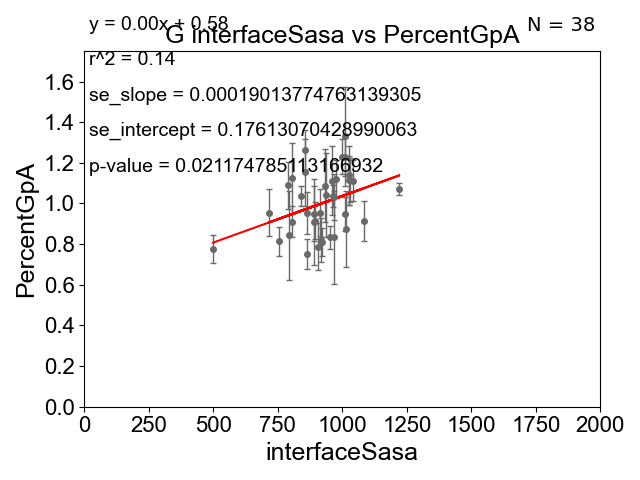 y = 0.00x + 0.58
N = 38
G interfaceSasa vs PercentGpA
r^2 = 0.14
se_slope = 0.00019013774763139305
se_intercept = 0.17613070428990063
p-value = 0.021174785113166932
PercentGpA
1.6
1.4
1.2
1.0
0.8
0.6
0.4
0.2
0.0
0 250 500 750 1000 1250 1500 1750 2000
interfaceSasa